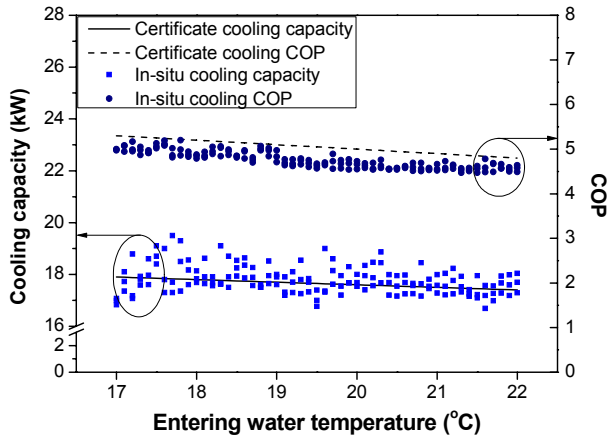 28
26
24
22
20
18
16
2
0
Cooling capacity (kW)
Certificate cooling capacity
Certificate cooling COP
In-situ cooling capacity
In-situ cooling COP
8
7
6
5
4
3
2
1
0
COP
17 18 19 20 21 22
Entering water temperature (°C)